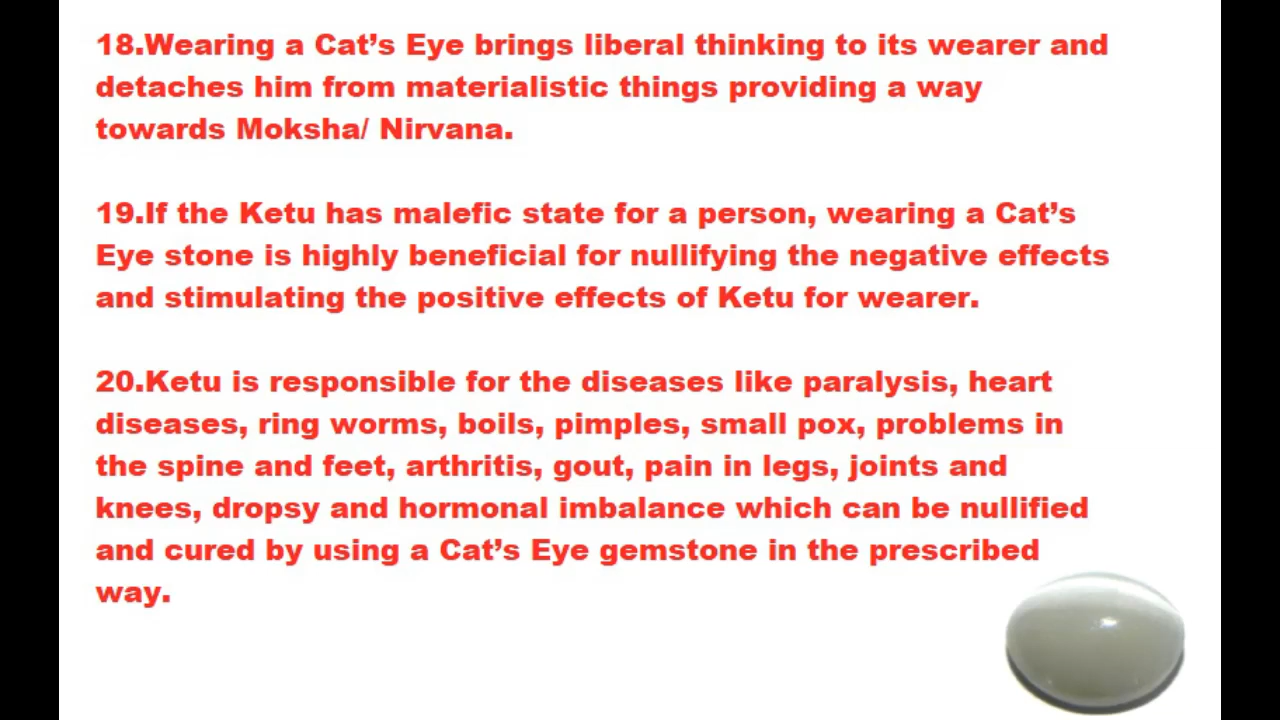 18.Wearing a Cat’s Eye brings liberal thinking to its wearer and
detaches him from materialistic things providing a way
towards Moksha/ Nirvana.
19.If the Ketu has malefic state for a person, wearing a Cat’s
Eye stone is highly beneficial for nullifying the negative effects
and stimulating the positive effects of Ketu for wearer.
20.Ketu is responsible for the diseases like paralysis, heart
diseases, ring worms, boils, pimples, small pox, problems in
the spine and feet, arthritis, gout, pain in legs, joints and
knees, dropsy and hormonal imbalance which can be nullified
and cured by using a Cat’s Eye gemstone in the prescribed
way.